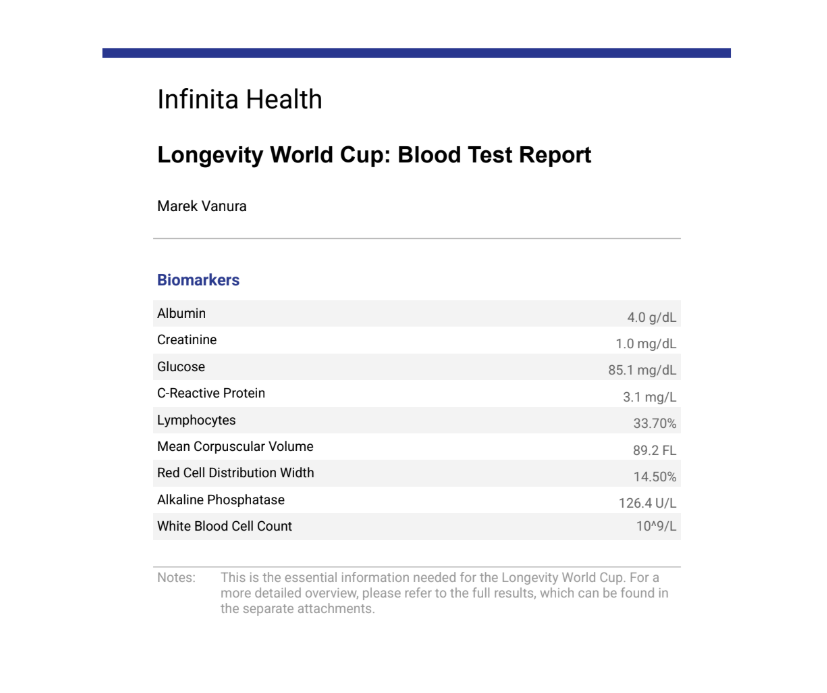 Infinita Health
Longevity World Cup: Blood Test Report
Marek Vanura
Biomarkers
Albumin 4.0 g/dL
Creatinine 1.0 mg/dL
Glucose 85.1 mg/dL
C-Reactive Protein 3.1 mg/L
Lymphocytes 33.70%
Mean Corpuscular Volume 89.2 FL
Red Cell Distribution Width 14.50%
Alkaline Phosphatase 126.4 U/L
White Blood Cell Count 10^9/L
Notes: This is the essential information needed for the Longevity World Cup. For a
more detailed overview, please refer to the full results, which can be found in
the separate attachments.